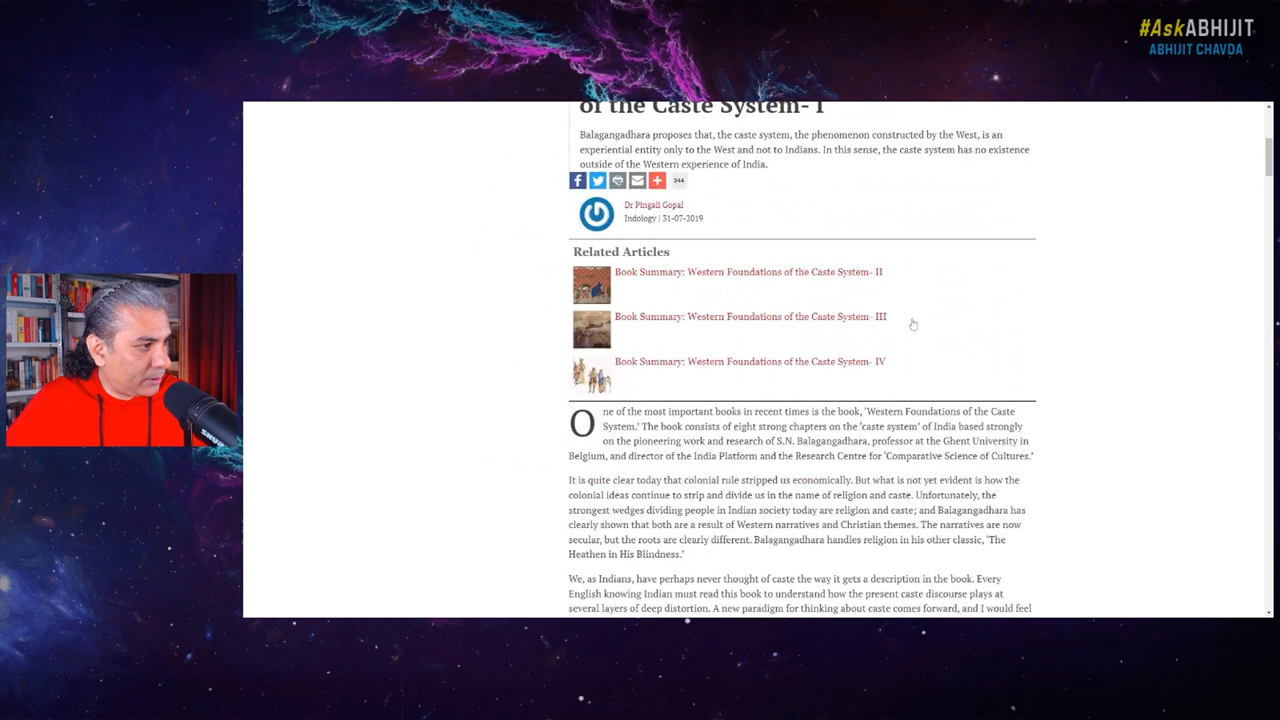 #AskABHIJIT
ABHIJIT CHAVDA
of the Caste System- I
Balagangadhara proposes that, the caste system, the phenomenon constructed by the West, is an
experiential entity only to the West and not to Indians. In this sense, the caste system has no existence
outside of the Western experience of India.
244
Dr Pingali Gopal
Indology | 31-07-2019
Related Articles
Book Summary: Western Foundations of the Caste System- II
Book Summary: Western Foundations of the Caste System- III
Book Summary: Western Foundations of the Caste System- IV
One of the most important books in recent times is the book, ‘Western Foundations of the Caste
System.’ The book consists of eight strong chapters on the ‘caste system’ of India based strongly
on the pioneering work and research of S.N. Balagangadhara, professor at the Ghent University in
Belgium, and director of the India Platform and the Research Centre for ‘Comparative Science of Cultures.’
It is quite clear today that colonial rule stripped us economically. But what is not yet evident is how the
colonial ideas continue to strip and divide us in the name of religion and caste. Unfortunately, the
strongest wedges dividing people in Indian society today are religion and caste; and Balagangadhara has
clearly shown that both are a result of Western narratives and Christian themes. The narratives are now
secular, but the roots are clearly different. Balagangadhara handles religion in his other classic, ‘The
Heathen in His Blindness.’
We, as Indians, have perhaps never thought of caste the way it gets a description in the book. Every
English knowing Indian must read this book to understand how the present caste discourse plays at
several layers of deep distortion. A new paradigm for thinking about caste comes forward, and I would feel